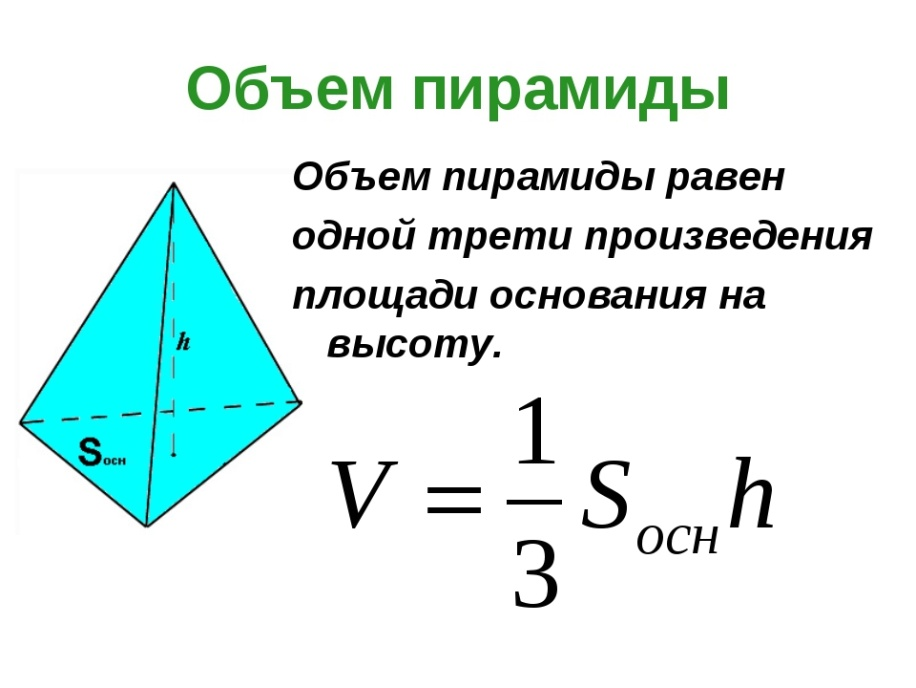 Объем пирамиды
Объем пирамиды равен
одной трети произведения
площади основания на
высоту.
h
Sосн
V = 1/3 Sосн h